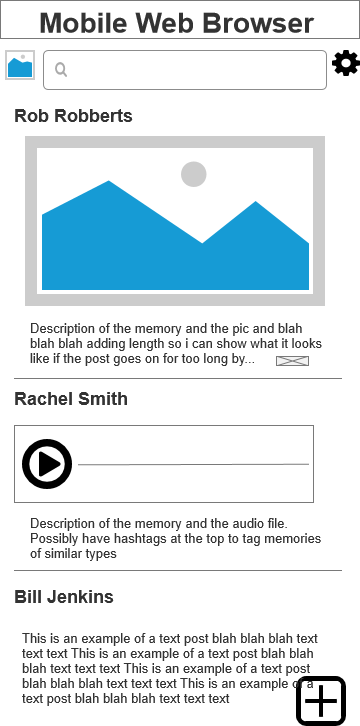 Mobile Web Browser
Rob Robberts
Description of the memory and the pic and blah
blah blah adding length so i can show what it looks
like if the post goes on for too long by...
Rachel Smith
Description of the memory and the audio file.
Possibly have hashtags at the top to tag memories
of similar types
Bill Jenkins
This is an example of a text post blah blah blah text
text text This is an example of a text post blah blah
blah text text text This is an example of a text post
blah blah blah text text text This is an example of a
text post blah blah blah text text text